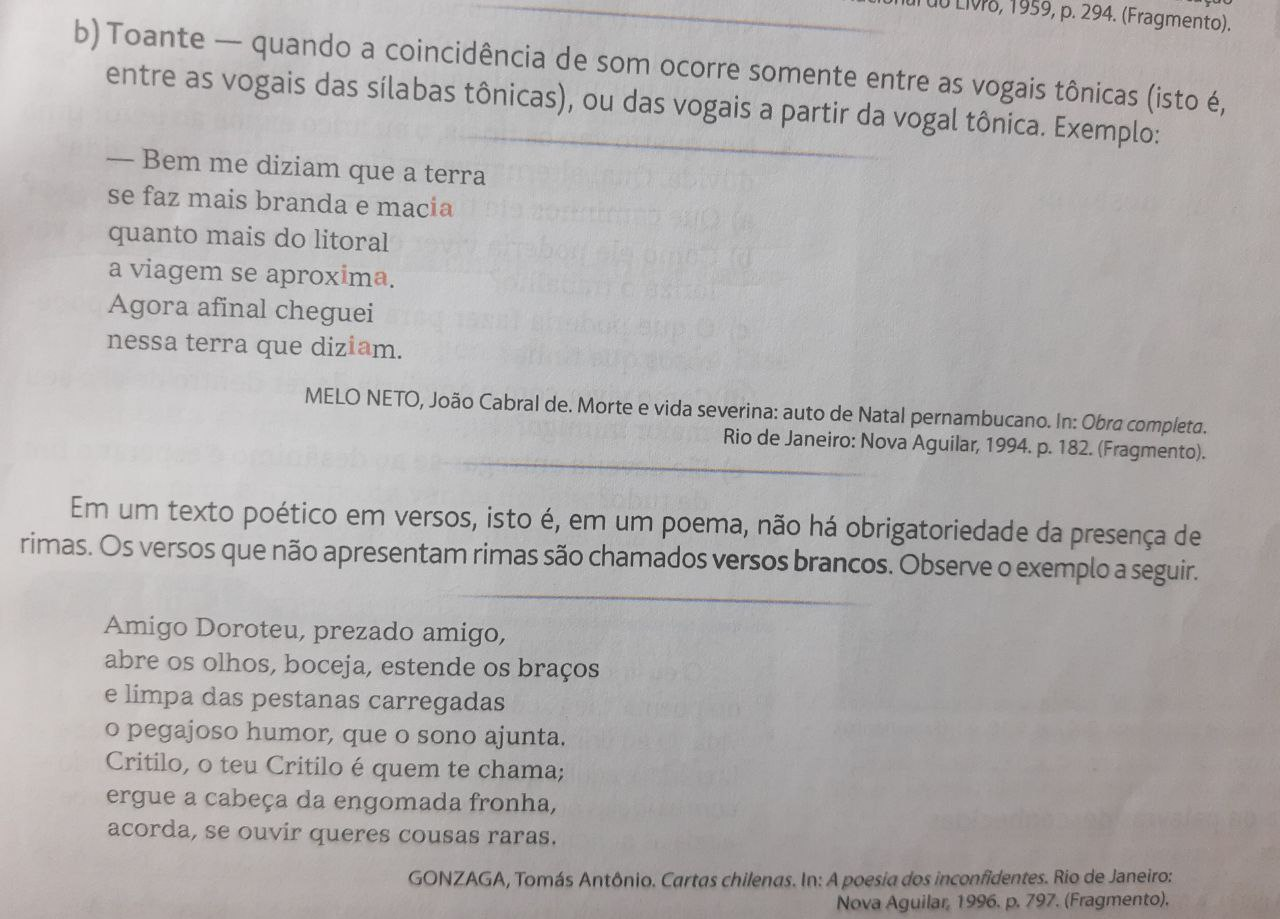 do Livro, 1959, p. 294. (Fragmento).
b) Toante — quando a coincidência de som ocorre somente entre as vogais tônicas (isto é,
entre as vogais das sílabas tônicas), ou das vogais a partir da vogal tônica. Exemplo:
— Bem me diziam que a terra
se faz mais branda e macia
quanto mais do litoral
a viagem se aproxima.
Agora afinal cheguei
nessa terra que diziam.
MELO NETO, João Cabral de. Morte e vida severina: auto de Natal pernambucano. In: Obra completa.
Rio de Janeiro: Nova Aguilar, 1994. p. 182. (Fragmento).
Em um texto poético em versos, isto é, em um poema, não há obrigatoriedade da presença de
rimas. Os versos que não apresentam rimas são chamados versos brancos. Observe o exemplo a seguir.
Amigo Doroteu, prezado amigo,
abre os olhos, boceja, estende os braços
e limpa das pestanas carregadas
o pegajoso humor, que o sono ajunta.
Critilo, o teu Critilo é quem te chama;
ergue a cabeça da engomada fronha,
acorda, se ouvir queres cousas raras.
GONZAGA, Tomás Antônio. Cartas chilenas. In: A poesia dos inconfidentes. Rio de Janeiro:
Nova Aguilar, 1996. p. 797. (Fragmento).